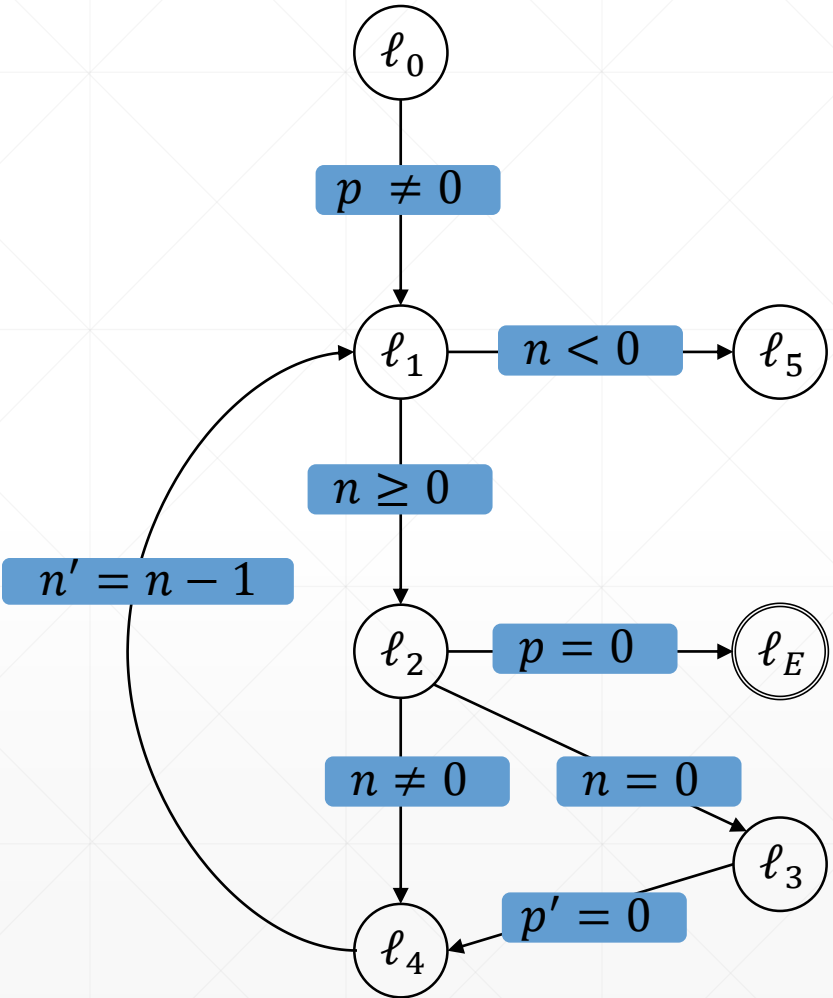 ℓ0
p ≠ 0
ℓ1
n < 0
ℓ5
n ≥ 0
n′ = n − 1
ℓ2
p = 0
ℓE
n ≠ 0
n = 0
ℓ3
p′ = 0
ℓ4